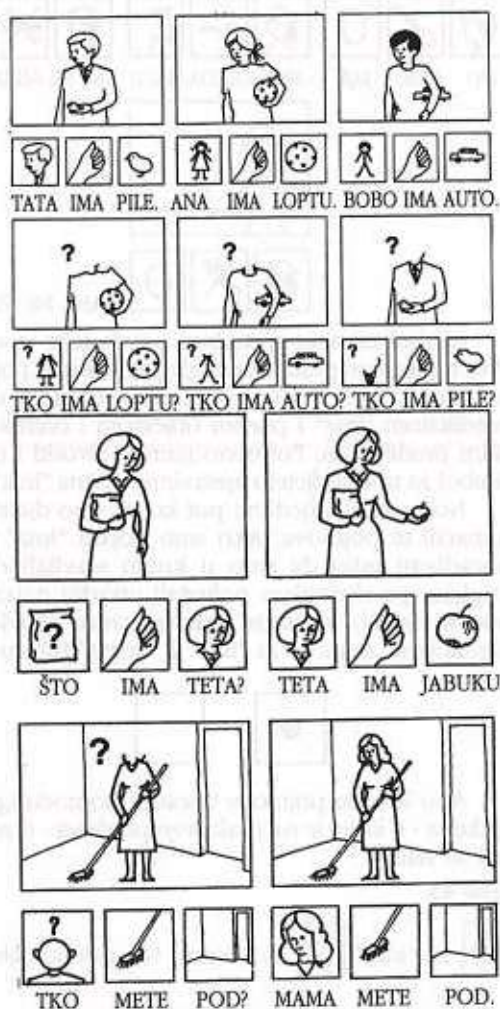 TATA IMA PILE. ANA IMA LOPTU. BOBO IMA AUTO.
TKO IMA LOPTU? TKO IMA AUTO? TKO IMA PILE?
ŠTO IMA TETA? TETA IMA JABUKU
TKO METE POD? MAMA METE POD.